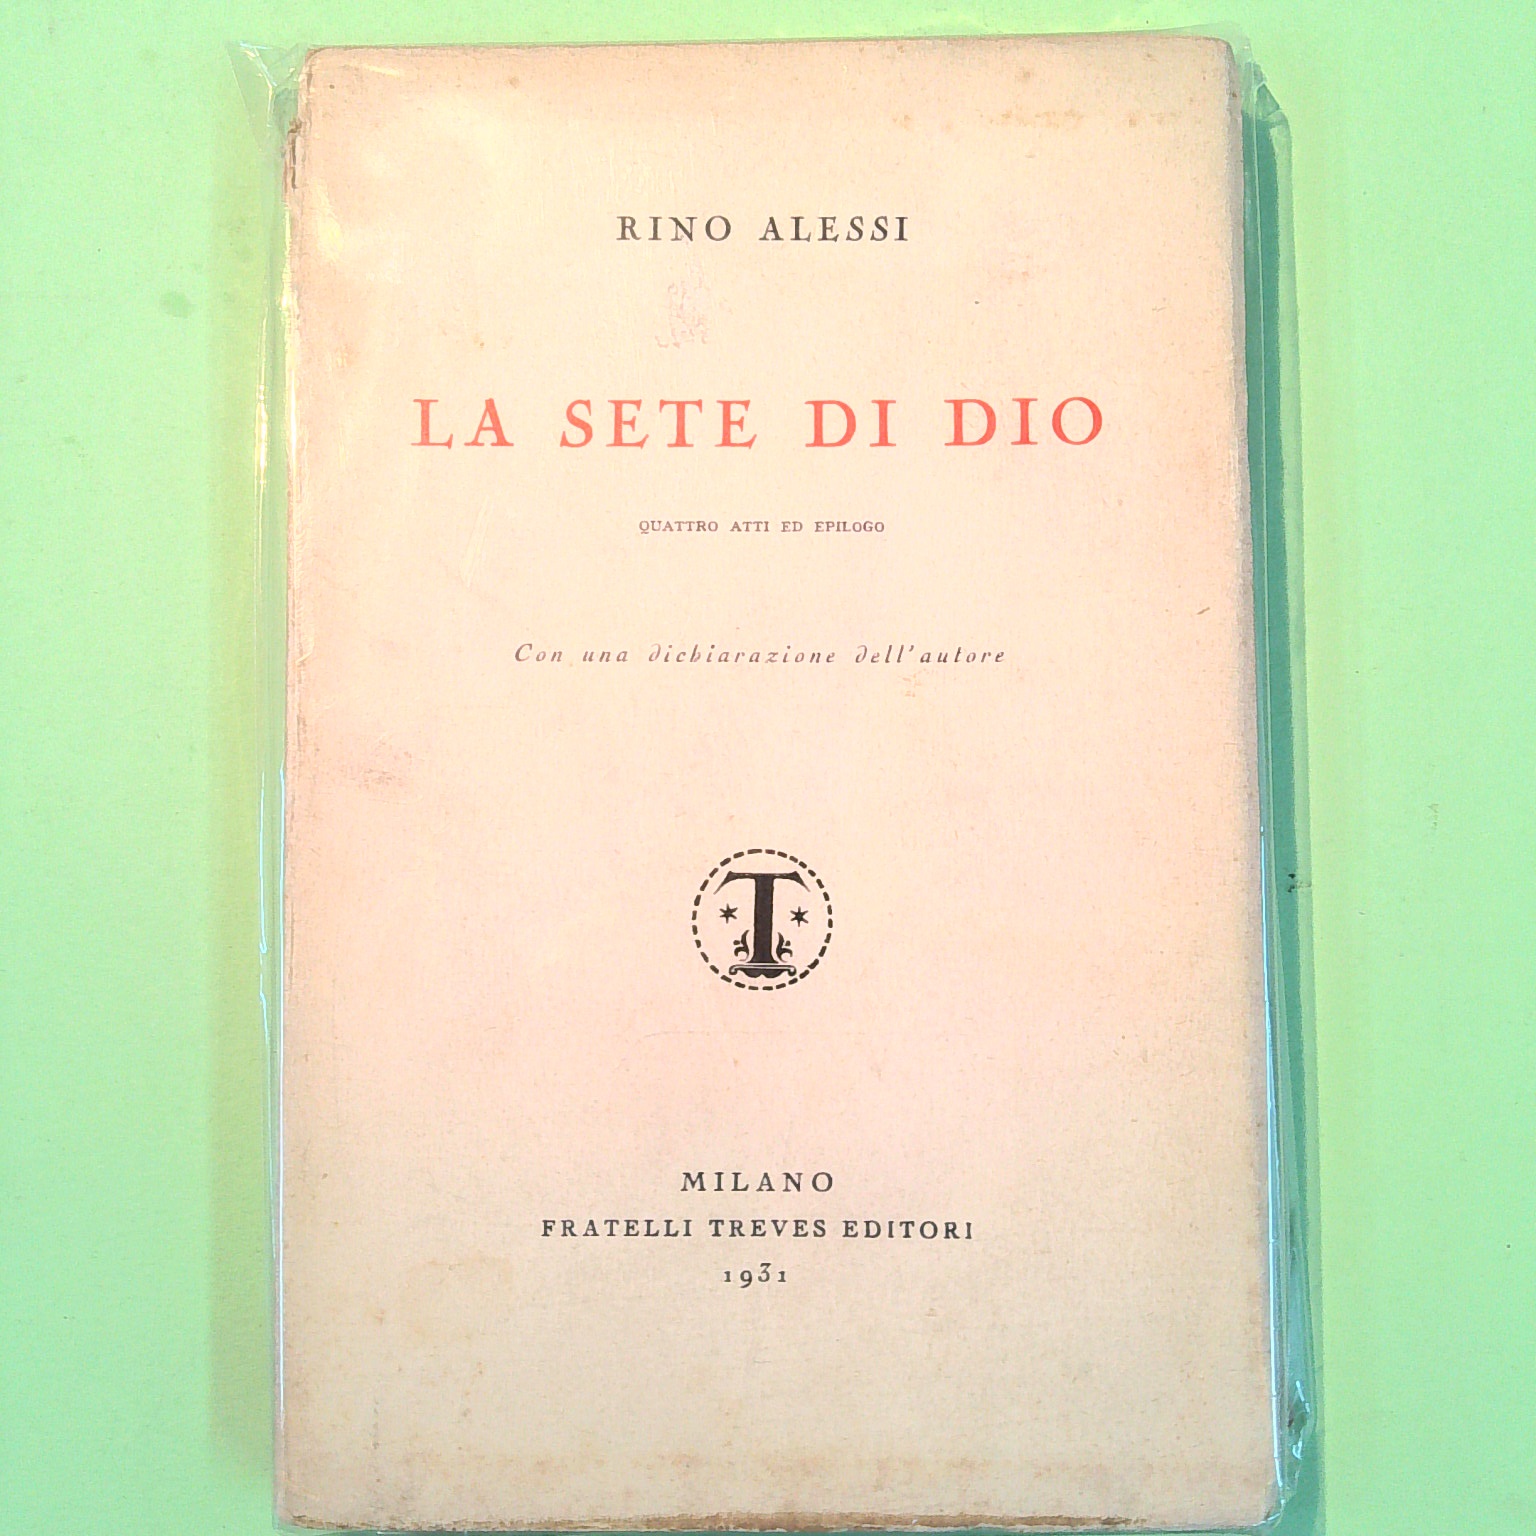 RINO ALESSI
LA SETE DI DIO
QUATTRO ATTI ED EPILOGO
Con una dichiarazione dell'autore
T
MILANO
FRATELLI TREVES EDITORI
1931